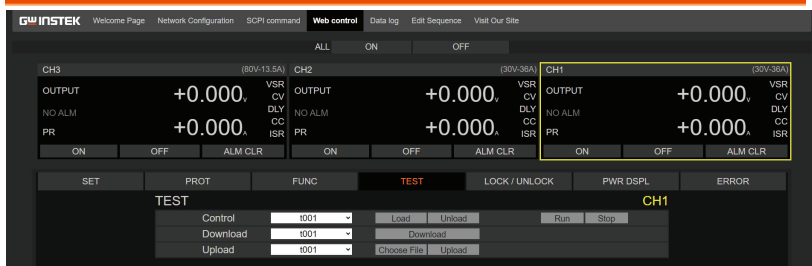 GWINSTEK Welcome Page Network Configuration SCPI command Web control Data log Edit Sequence Visit Our Site
ALL ON OFF
CH3 (80V-13.5A) CH2 (30V-36A) CH1 (30V-36A)
OUTPUT +0.000V VSR CV OUTPUT +0.000V VSR CV OUTPUT +0.000V VSR CV
NO ALM DLY NO ALM DLY NO ALM DLY
PR +0.000A CC ISR PR +0.000A CC ISR PR +0.000A CC ISR
ON OFF ALM CLR ON OFF ALM CLR ON OFF ALM CLR
SET PROT FUNC TEST LOCK / UNLOCK PWR DSPL ERROR
TEST CH1
Control t001 Load Unload Run Stop
Download t001 Download
Upload t001 Choose File Upload